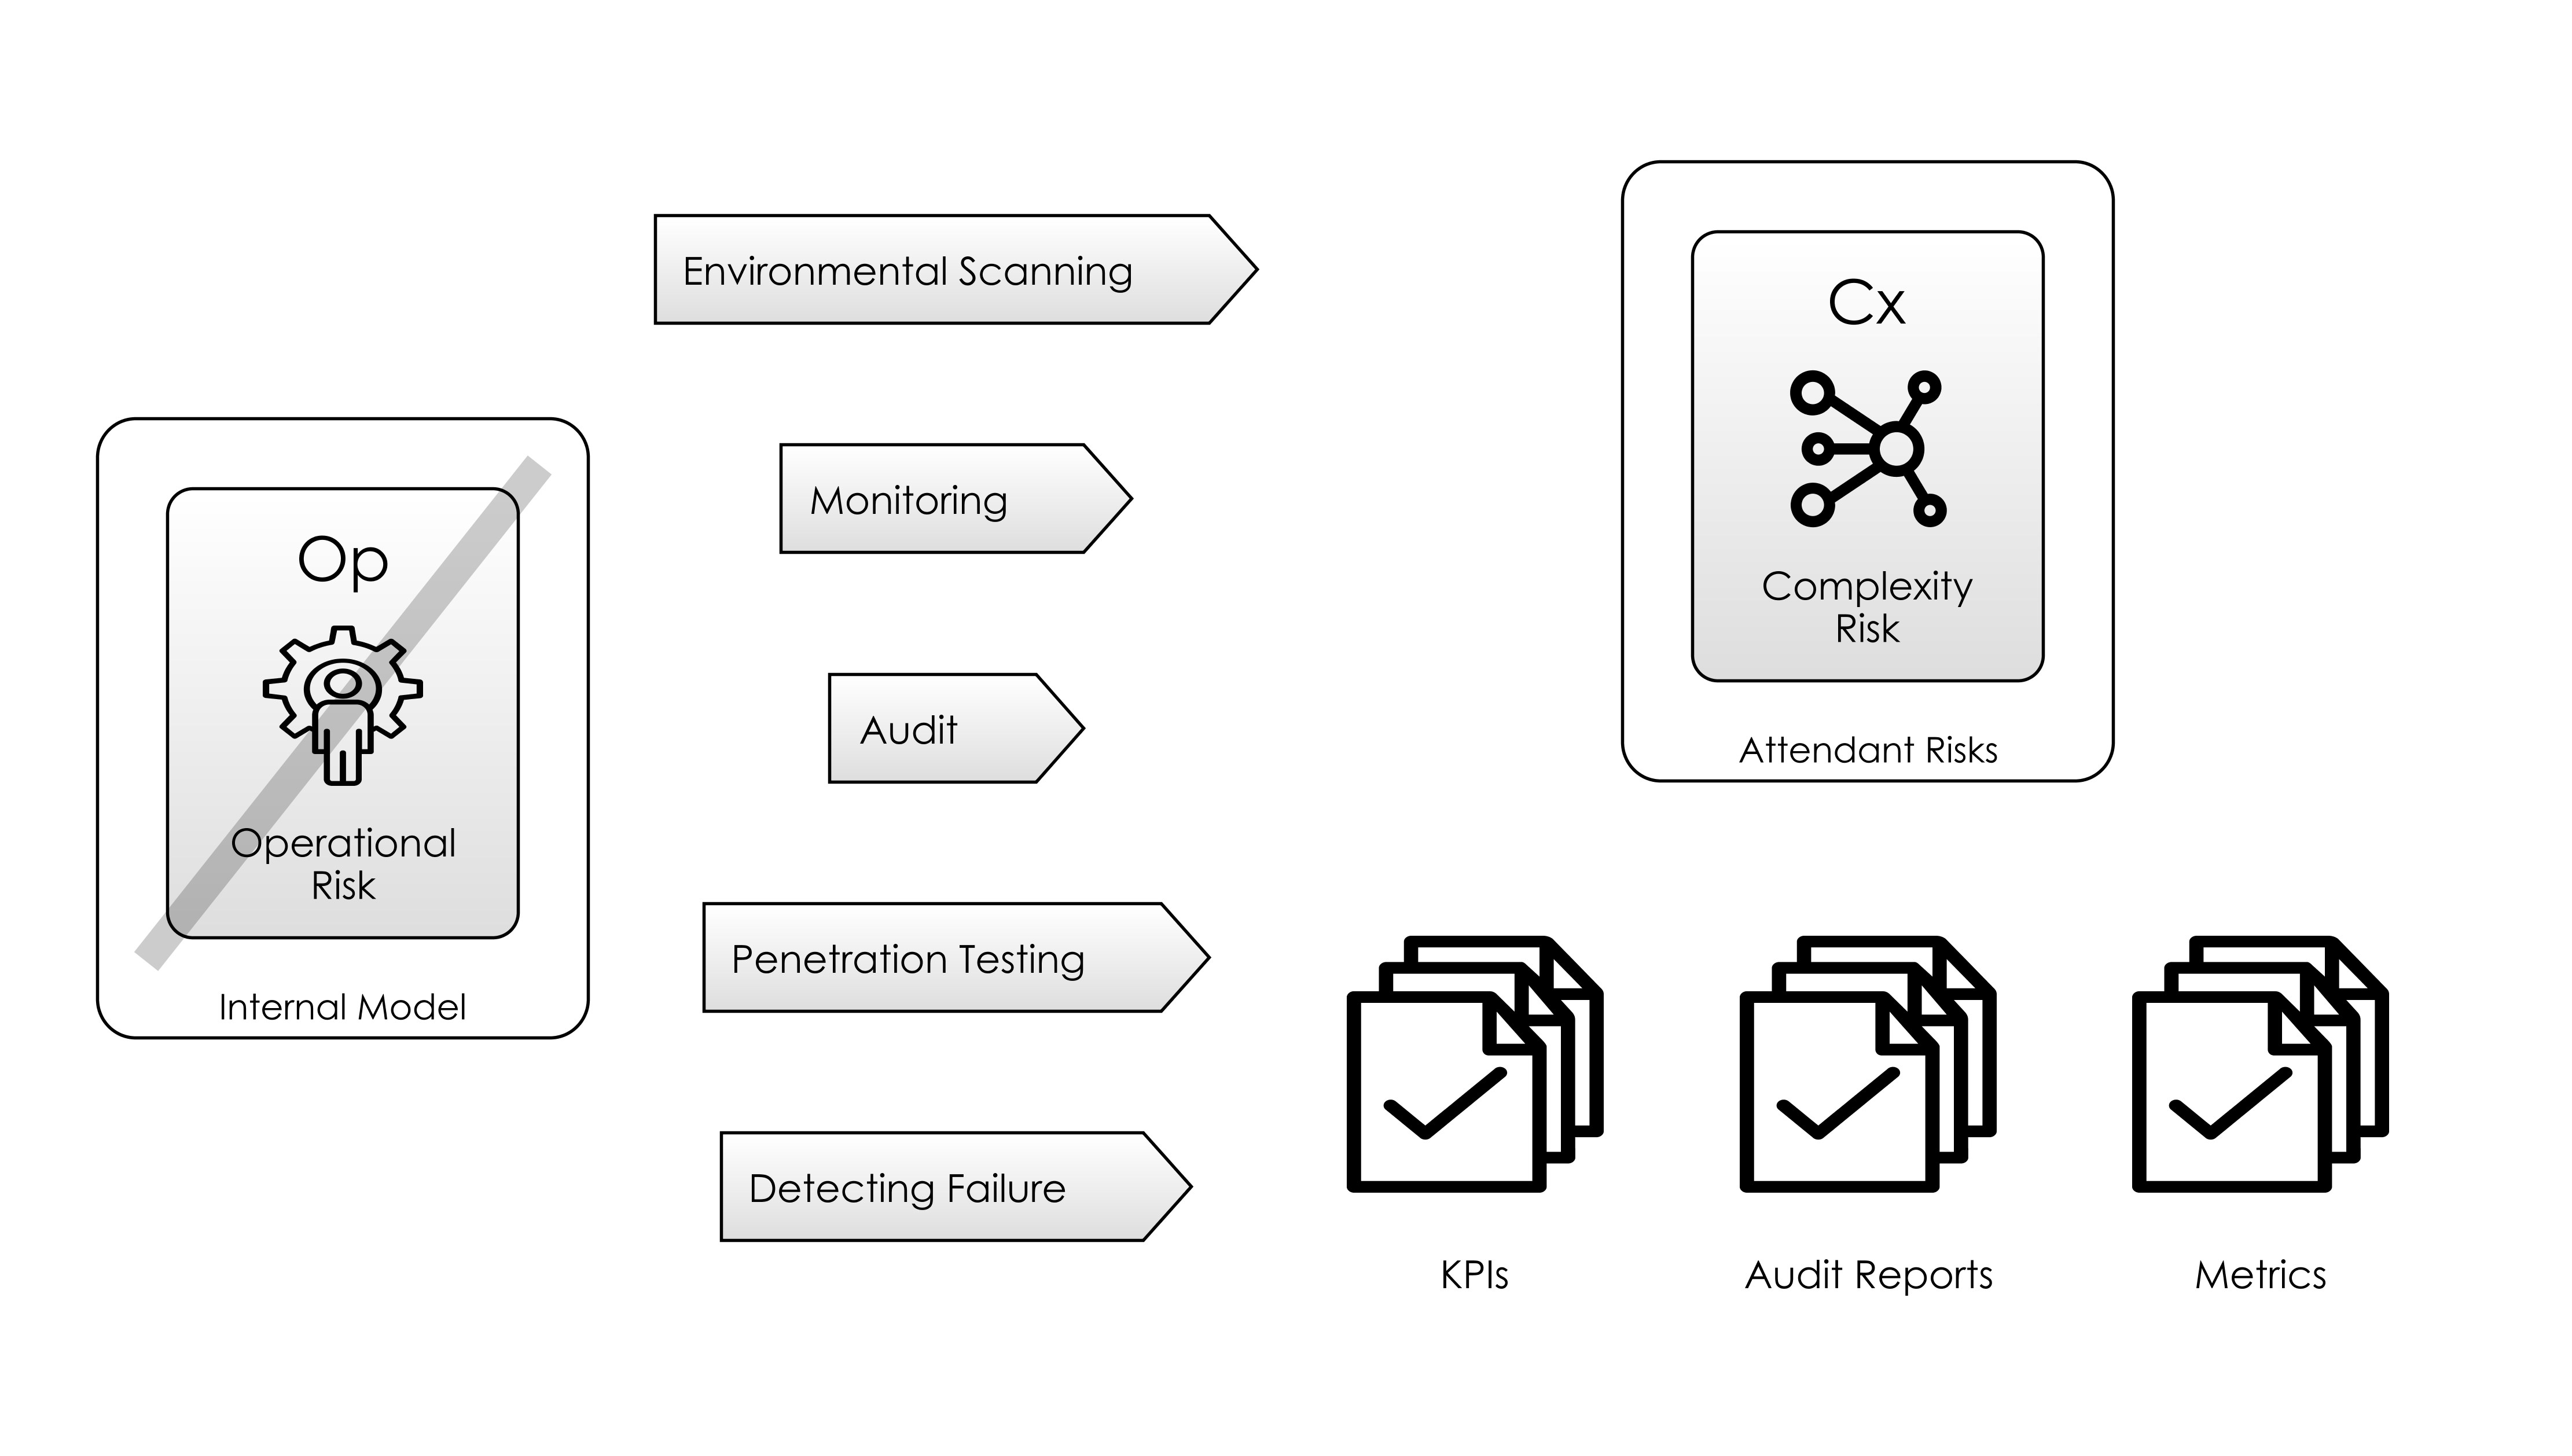 Op
Operational
Risk
Internal Model
Environmental Scanning
Monitoring
Audit
Penetration Testing
Detecting Failure
Cx
Complexity
Risk
Attendant Risks
KPIs
Audit Reports
Metrics